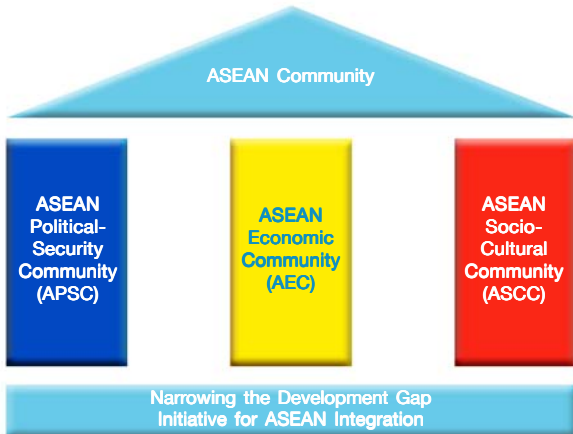 ASEAN Community
ASEAN
Political-
Security
Community
(APSC)
ASEAN
Economic
Community
(AEC)
ASEAN
Socio-
Cultural
Community
(ASCC)
Narrowing the Development Gap
Initiative for ASEAN Integration